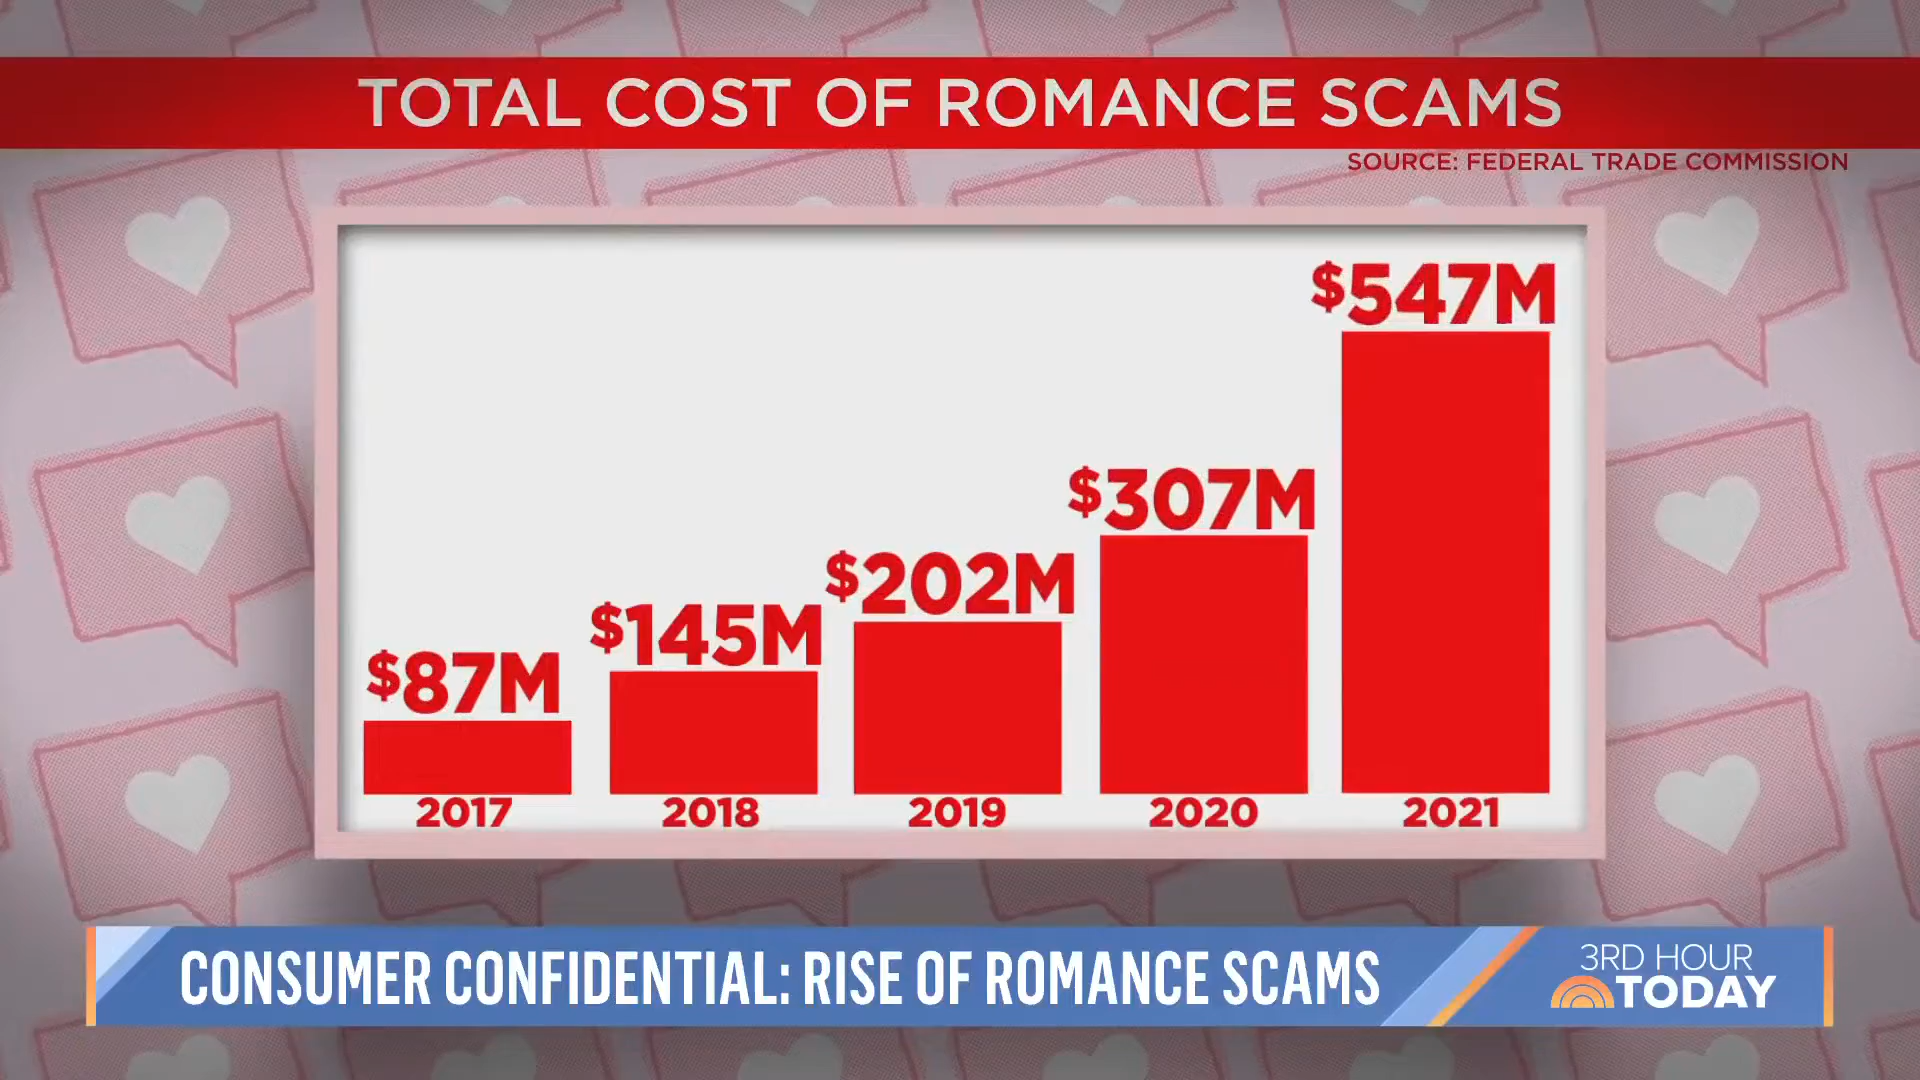 TOTAL COST OF ROMANCE SCAMS
SOURCE: FEDERAL TRADE COMMISSION
$547M
$307M
$202M
$145M
$87M
2017 2018 2019 2020 2021
CONSUMER CONFIDENTIAL: RISE OF ROMANCE SCAMS
3RD HOUR
TODAY